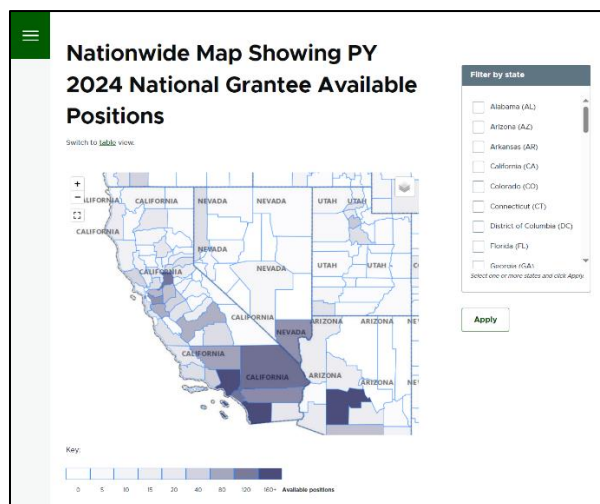 Nationwide Map Showing PY
2024 National Grantee Available
Positions
Switch to table view.
Filter by state
Alabama (AL)
Arizona (AZ)
Arkansas (AR)
California (CA)
Colorado (CO)
Connecticut (CT)
District of Columbia (DC)
Florida (FL)
Georgia (GA)
Select one or more states and click Apply.
Apply
+
−
CALIFORNIA NEVADA NEVADA UTAH UTAH
CALIFORNIA
NEVADA
CALIFORNIA NEVADA UTAH UTAH
CALIFORNIA NEVADA ARIZONA ARIZONA
CALIFORNIA
CALIFORNIA ARIZONA ARIZONA
Key:
0 5 10 15 20 40 80 120 160+ Available positions